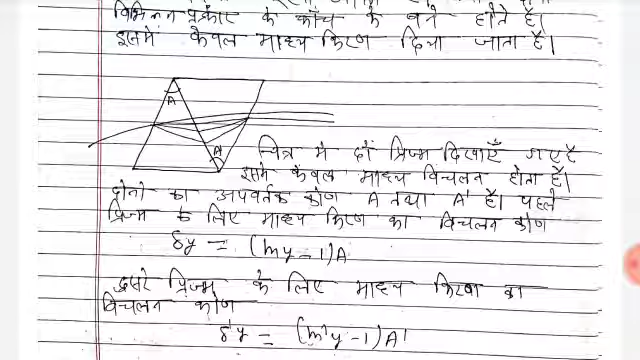 विभिन्न प्रकार के काँच के बने होते है।
इसमें केवल माध्य किरण दिया जाता है।
A
A'
चित्र में दो प्रिज्म दिखाएँ गए है
इसमें केवल माध्य विचलन होता है।
दोनो का अपवर्तक कोण A तथा A' है। पहले
प्रिज्म के लिए माध्य किरण का विचलन कोण
δy = (my-1)A
दुसरे प्रिज्म के लिए माध्य किरण का
विचलन कोण
δ'y = (m'y-1)A'